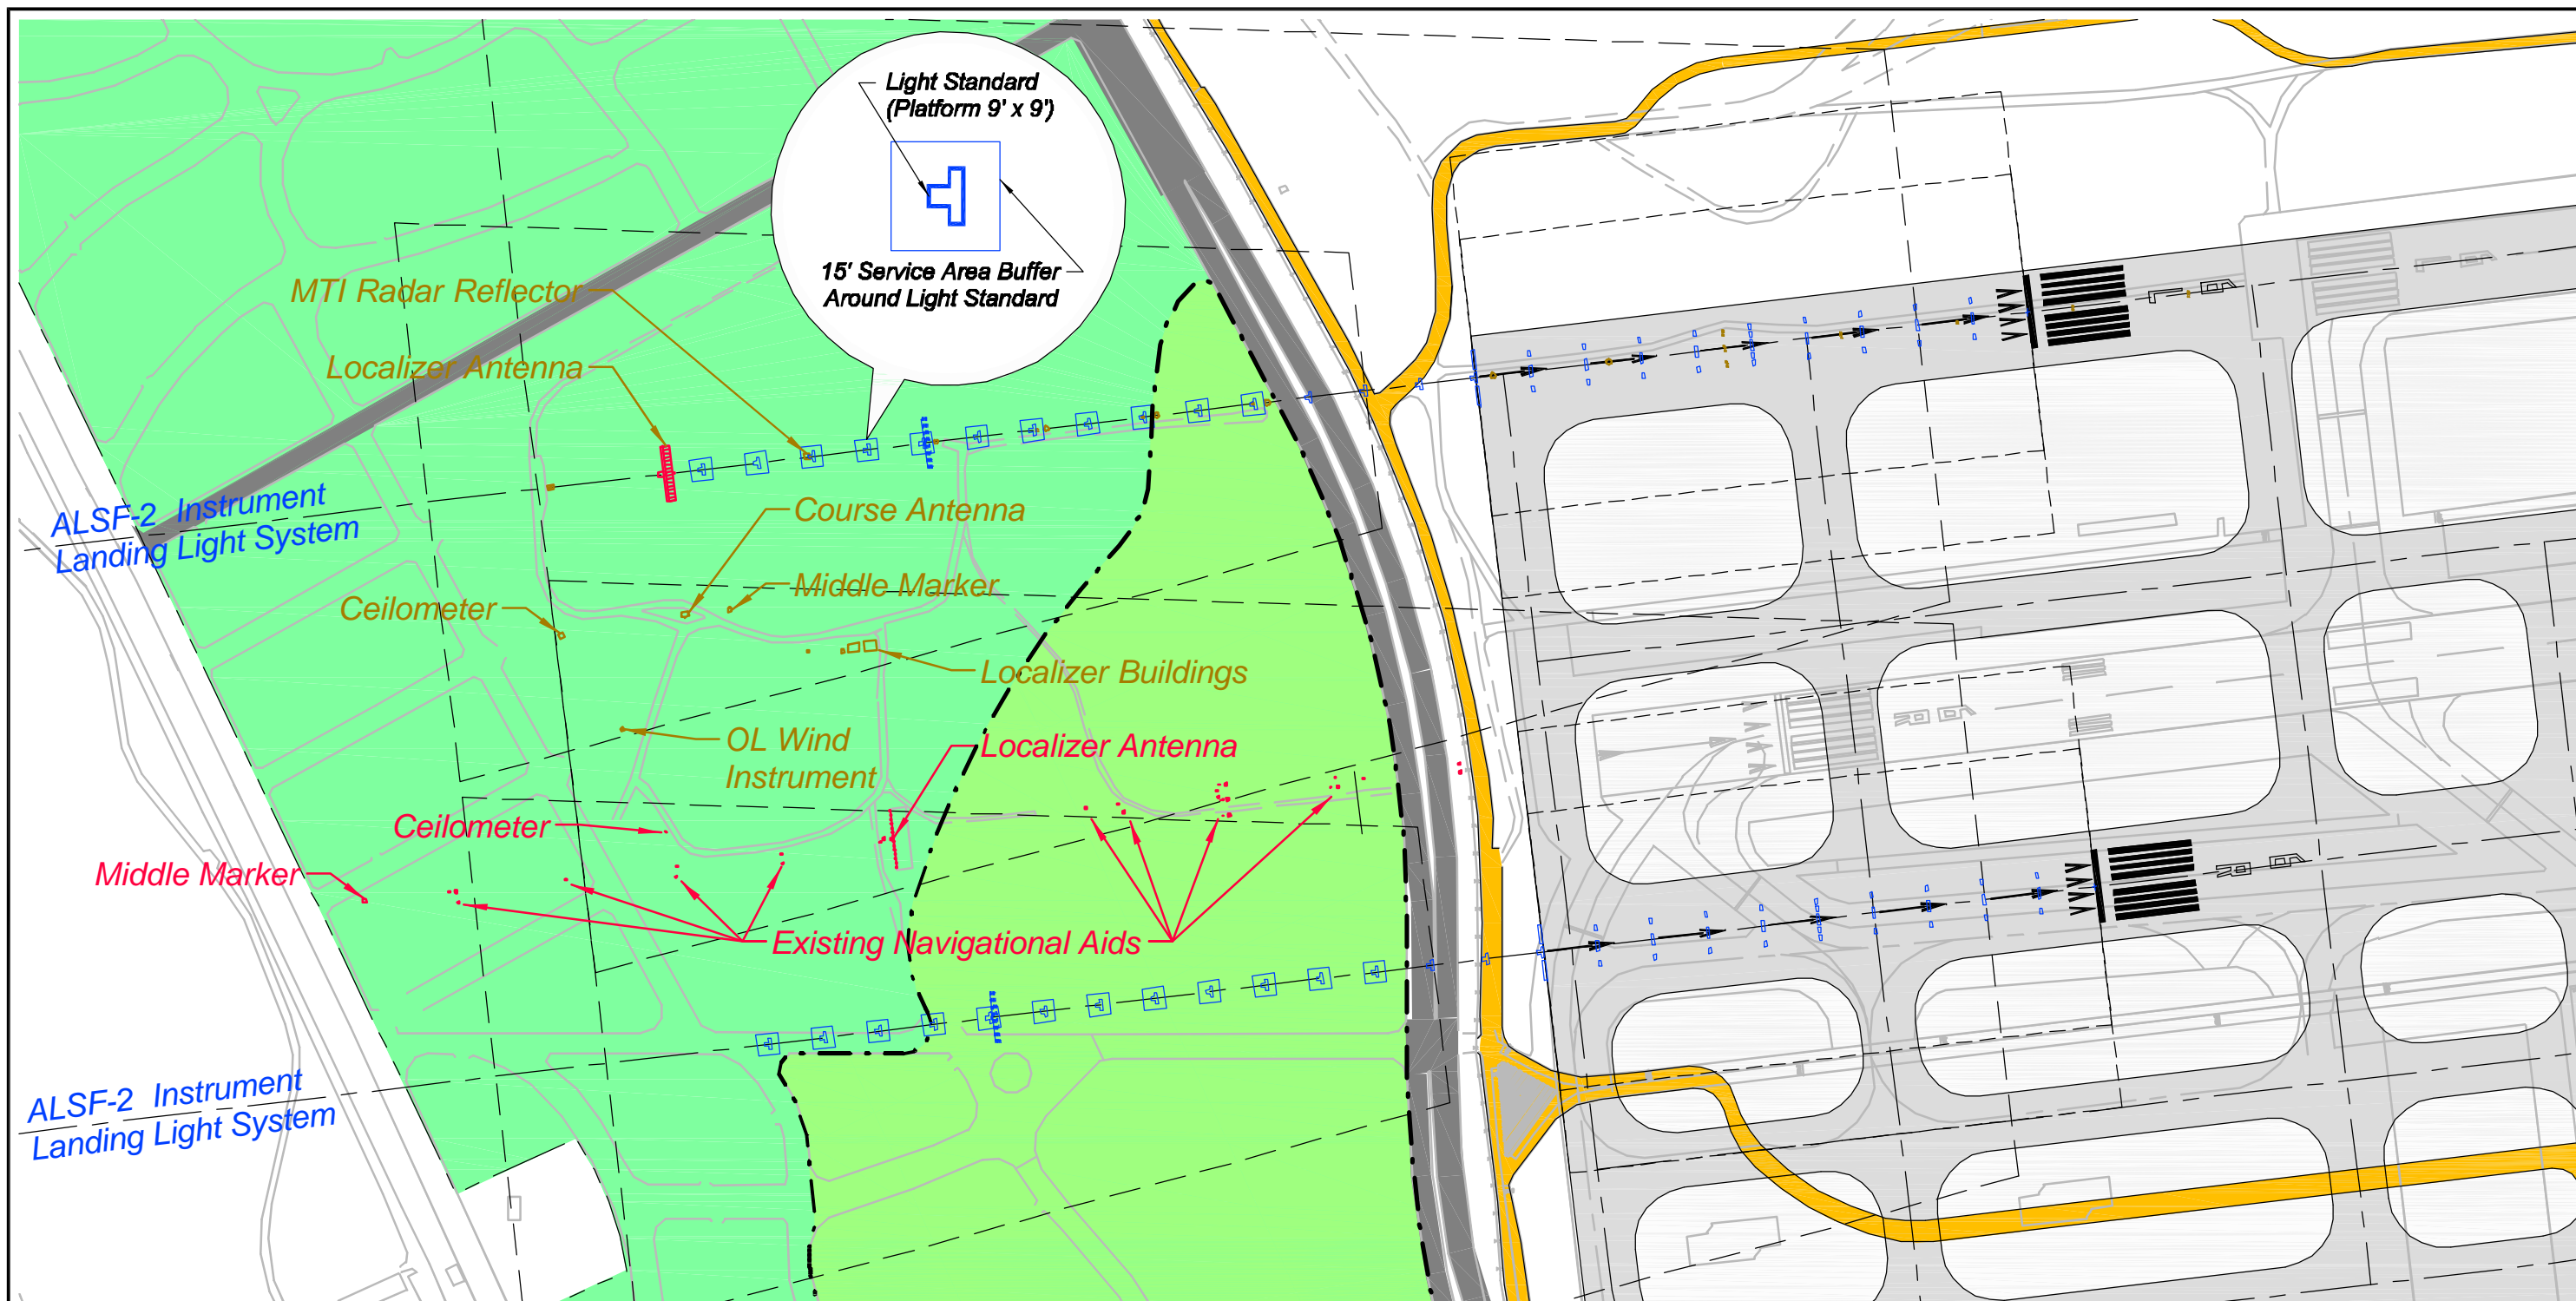 Light Standard
(Platform 9' x 9')
15' Service Area Buffer
Around Light Standard
MTI Radar Reflector
Localizer Antenna
ALSF-2 Instrument
Landing Light System
Course Antenna
Middle Marker
Ceilometer
Localizer Buildings
OL Wind
Instrument
Localizer Antenna
Ceilometer
Middle Marker
Existing Navigational Aids
ALSF-2 Instrument
Landing Light System